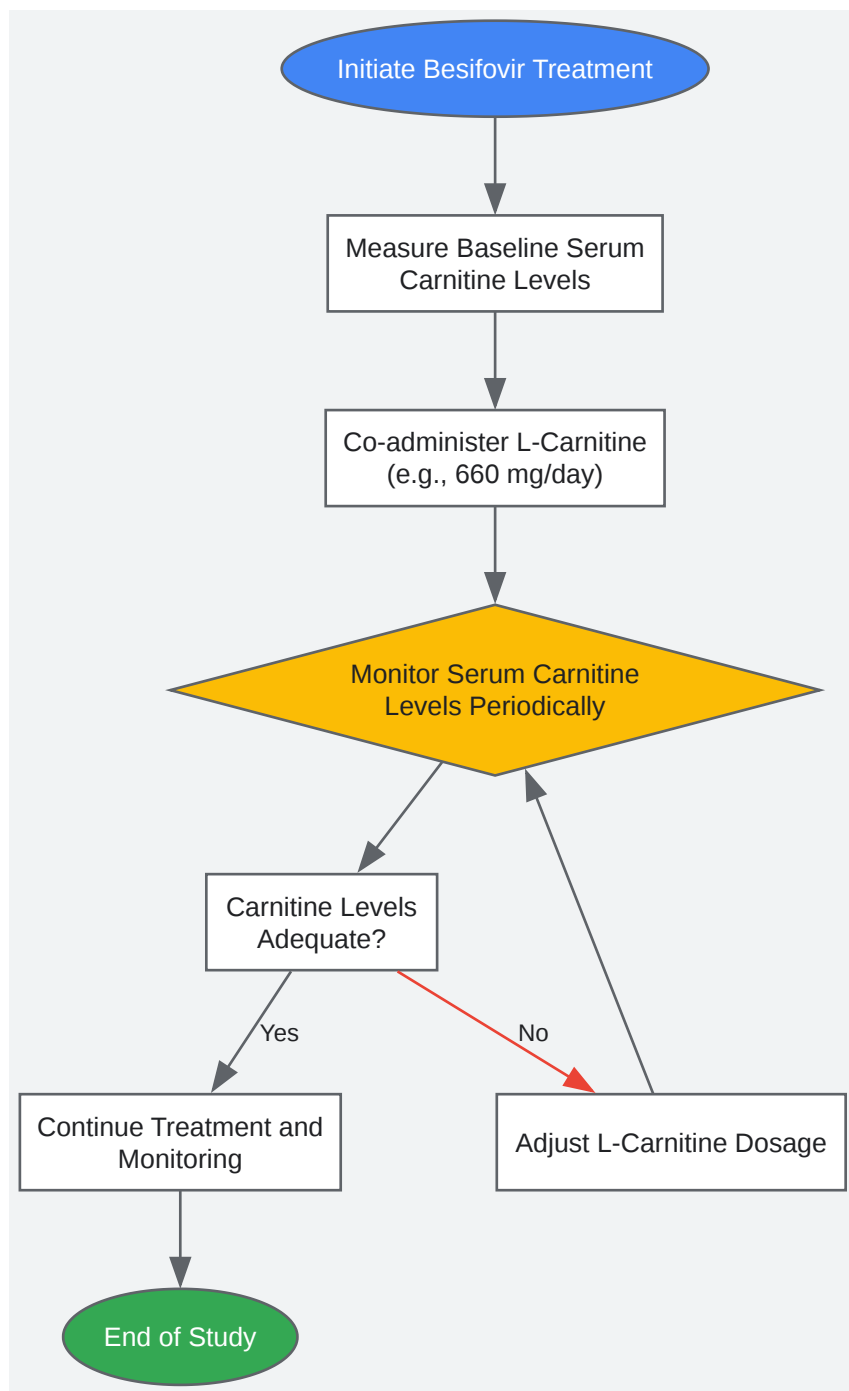 Initiate Besifovir Treatment
Measure Baseline Serum
Carnitine Levels
Co-administer L-Carnitine
(e.g., 660 mg/day)
Monitor Serum Carnitine
Levels Periodically
Carnitine Levels
Adequate?
Yes
No
Continue Treatment and
Monitoring
Adjust L-Carnitine Dosage
End of Study